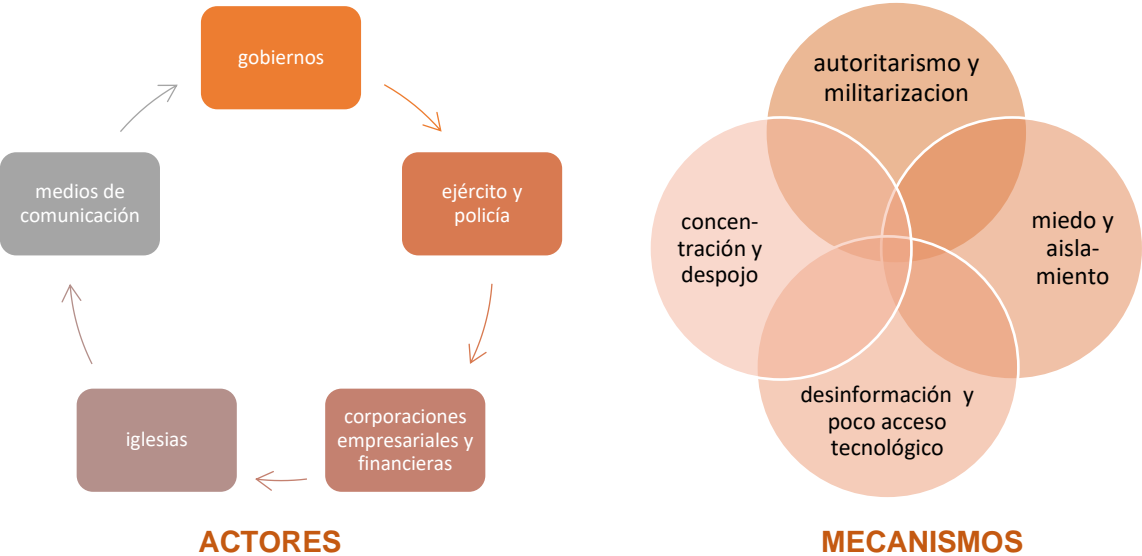 gobiernos
ejército y
policía
corporaciones
empresariales y
financieras
iglesias
medios de
comunicación
ACTORES
autoritarismo y
militarizacion
miedo y
aisla-
miento
desinformación y
poco acceso
tecnológico
concen-
tración y
despojo
MECANISMOS